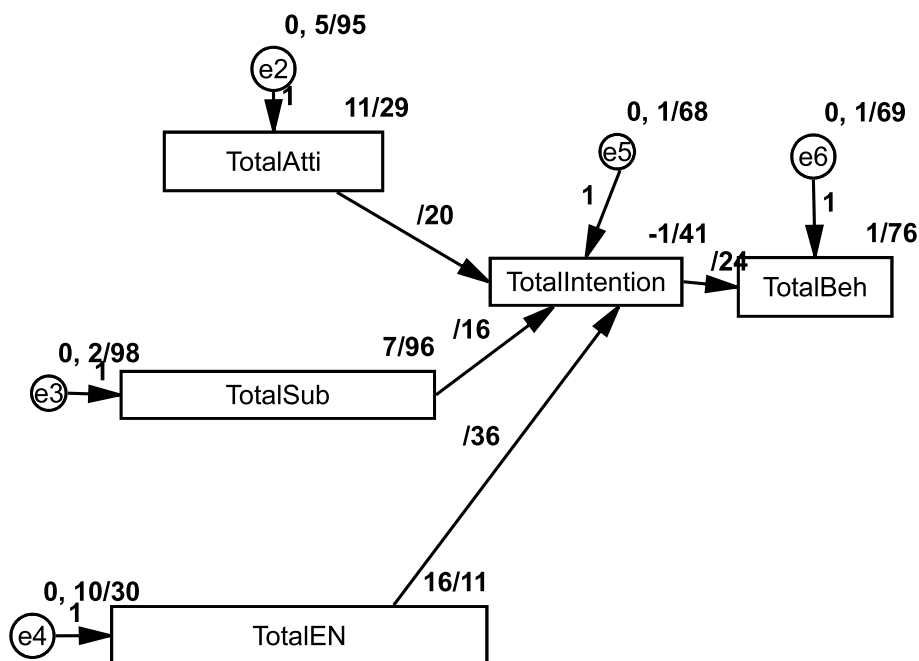 0, 5/95
e2
1
11/29
TotalAtti
0, 1/68
e5
1
0, 1/69
e6
1
/20
-1/41
TotalIntention
/24
1/76
TotalBeh
/16
0, 2/98
e3
1
7/96
TotalSub
/36
0, 10/30
e4
1
16/11
TotalEN